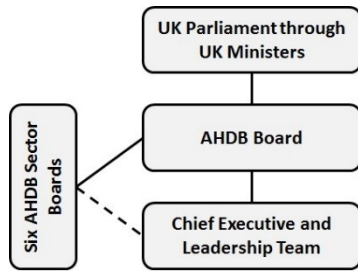 UK Parliament through
UK Ministers
AHDB Board
Six AHDB Sector
Boards
Chief Executive and
Leadership Team